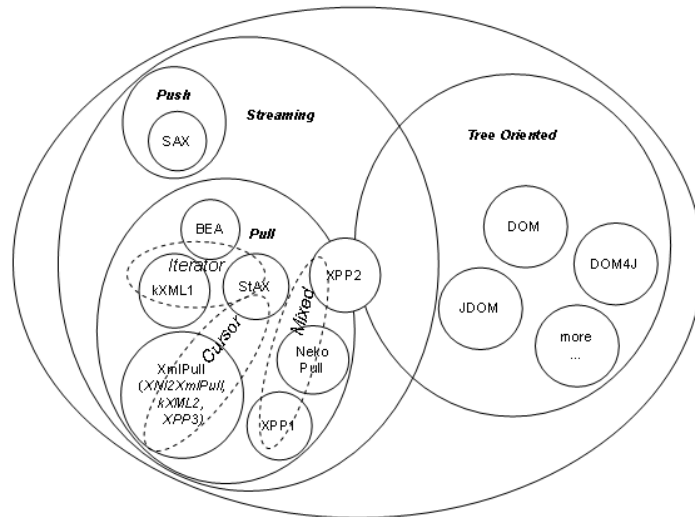 Push
SAX
Streaming
Tree Oriented
BEA
Pull
Iterator
kXML1
StAX
XPP2
Mixed
Cursor
Neko
Pull
XmlPull
(XNI2XmlPull,
kXML2,
XPP3)
XPP1
DOM
DOM4J
JDOM
more
...